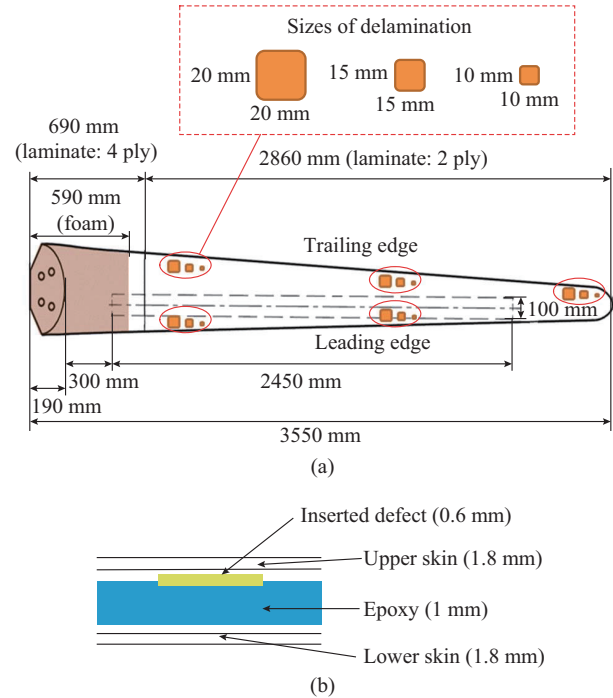 Sizes of delamination
20 mm
20 mm
15 mm
15 mm
10 mm
10 mm
690 mm
(laminate: 4 ply)
2860 mm (laminate: 2 ply)
590 mm
(foam)
Trailing edge
100 mm
Leading edge
300 mm
2450 mm
190 mm
3550 mm
(a)
Inserted defect (0.6 mm)
Upper skin (1.8 mm)
Epoxy (1 mm)
Lower skin (1.8 mm)
(b)